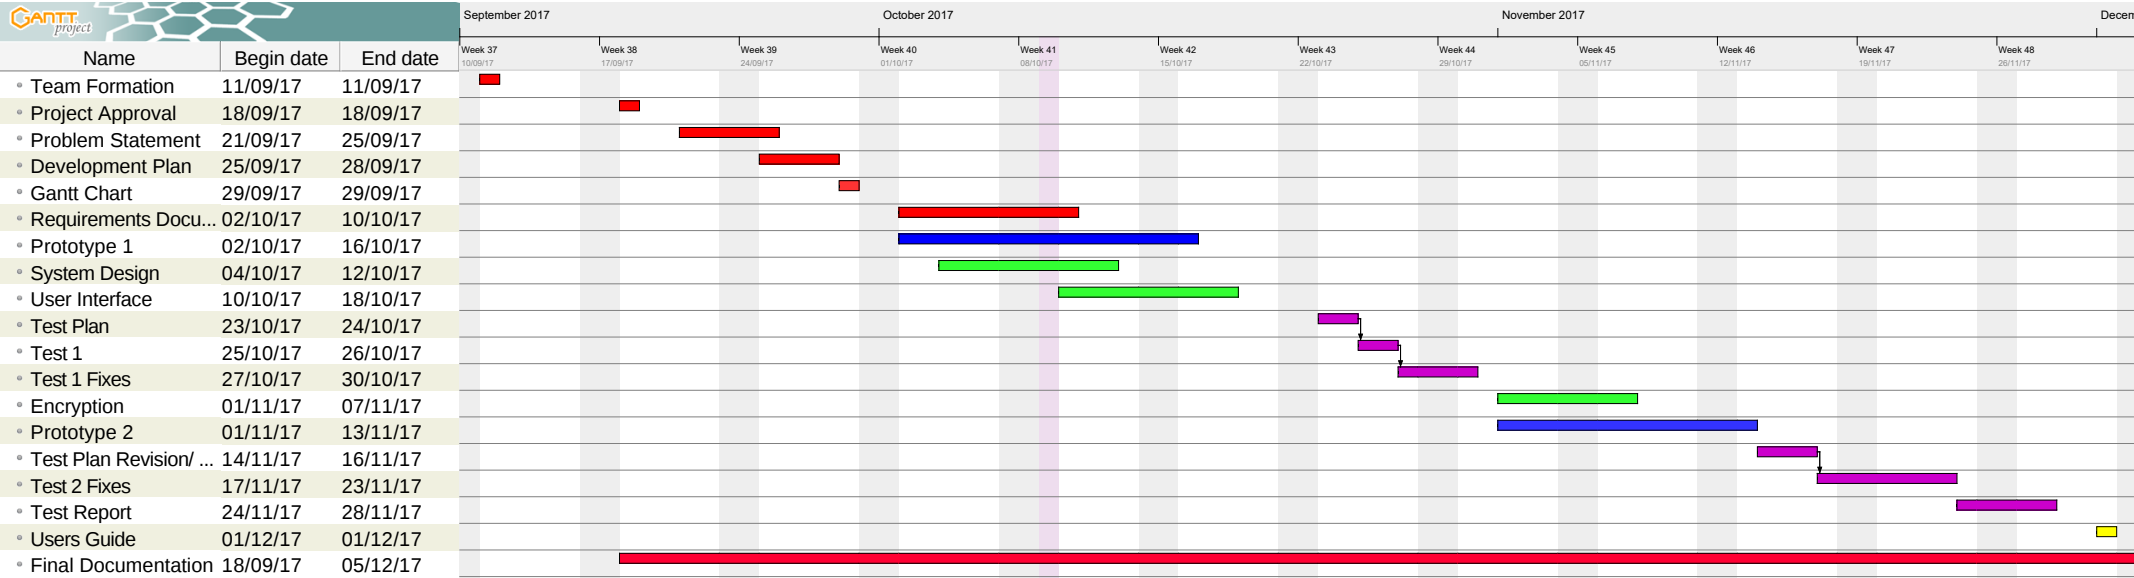 GANTT
project
September 2017 October 2017 November 2017 Decem
Name Begin date End date
Week 37 Week 38 Week 39 Week 40 Week 41 Week 42 Week 43 Week 44 Week 45 Week 46 Week 47 Week 48
10/09/17 17/09/17 24/09/17 01/10/17 08/10/17 15/10/17 22/10/17 29/10/17 05/11/17 12/11/17 19/11/17 26/11/17
Team Formation 11/09/17 11/09/17
Project Approval 18/09/17 18/09/17
Problem Statement 21/09/17 25/09/17
Development Plan 25/09/17 28/09/17
Gantt Chart 29/09/17 29/09/17
Requirements Docu... 02/10/17 10/10/17
Prototype 1 02/10/17 16/10/17
System Design 04/10/17 12/10/17
User Interface 10/10/17 18/10/17
Test Plan 23/10/17 24/10/17
Test 1 25/10/17 26/10/17
Test 1 Fixes 27/10/17 30/10/17
Encryption 01/11/17 07/11/17
Prototype 2 01/11/17 13/11/17
Test Plan Revision/ ... 14/11/17 16/11/17
Test 2 Fixes 17/11/17 23/11/17
Test Report 24/11/17 28/11/17
Users Guide 01/12/17 01/12/17
Final Documentation 18/09/17 05/12/17